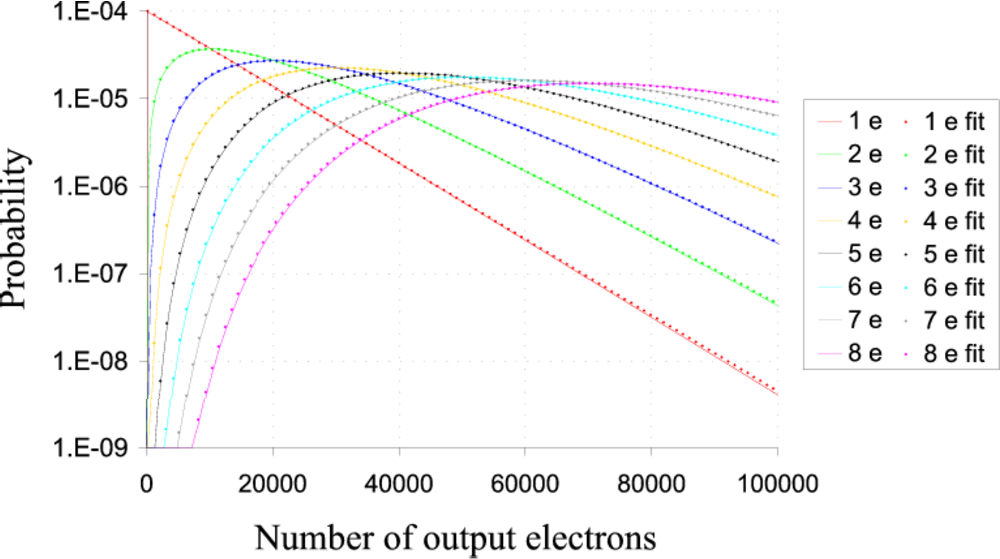 1.E-04
1.E-05
1.E-06
1.E-07
1.E-08
1.E-09
Probability
0 20000 40000 60000 80000 100000
Number of output electrons
1 e 1 e fit
2 e 2 e fit
3 e 3 e fit
4 e 4 e fit
5 e 5 e fit
6 e 6 e fit
7 e 7 e fit
8 e 8 e fit